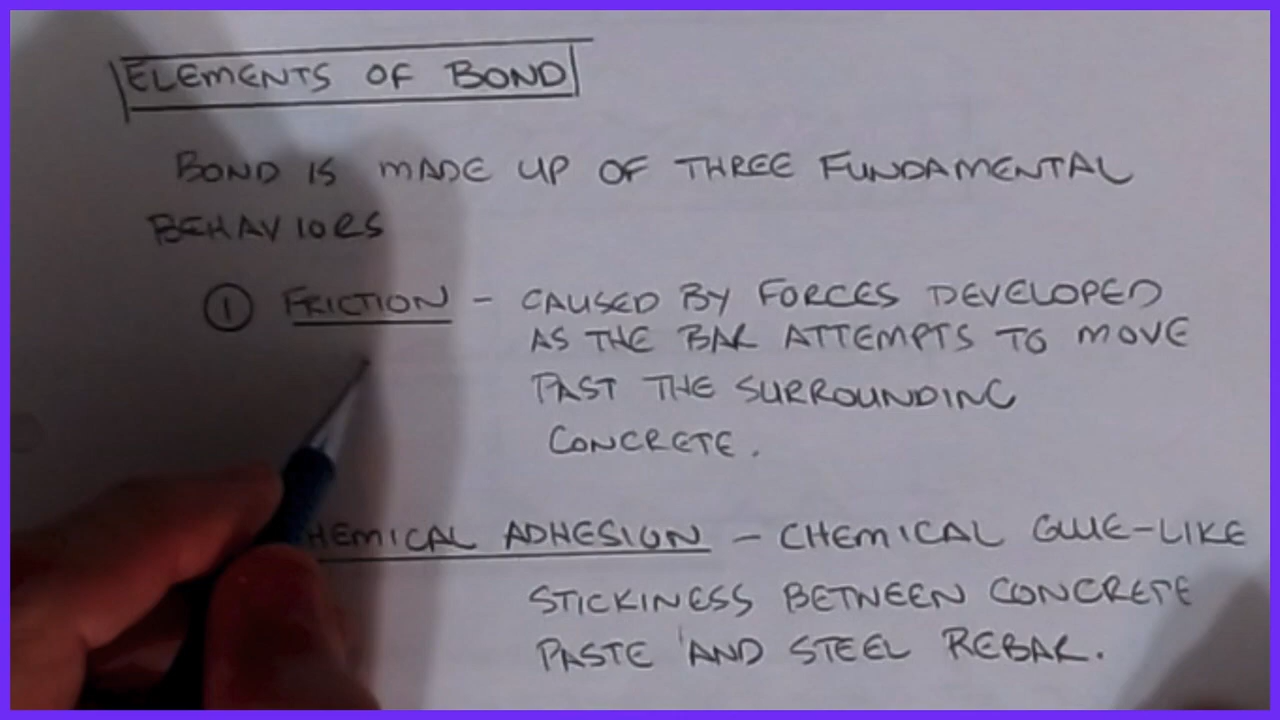 ELEMENTS OF BOND
BOND IS MADE UP OF THREE FUNDAMENTAL
BEHAVIORS
① FRICTION - CAUSED BY FORCES DEVELOPED
AS THE BAR ATTEMPTS TO MOVE
PAST THE SURROUNDING
CONCRETE.
HEMICAL ADHESION - CHEMICAL GLUE-LIKE
STICKINESS BETWEEN CONCRETE
PASTE AND STEEL REBAR.